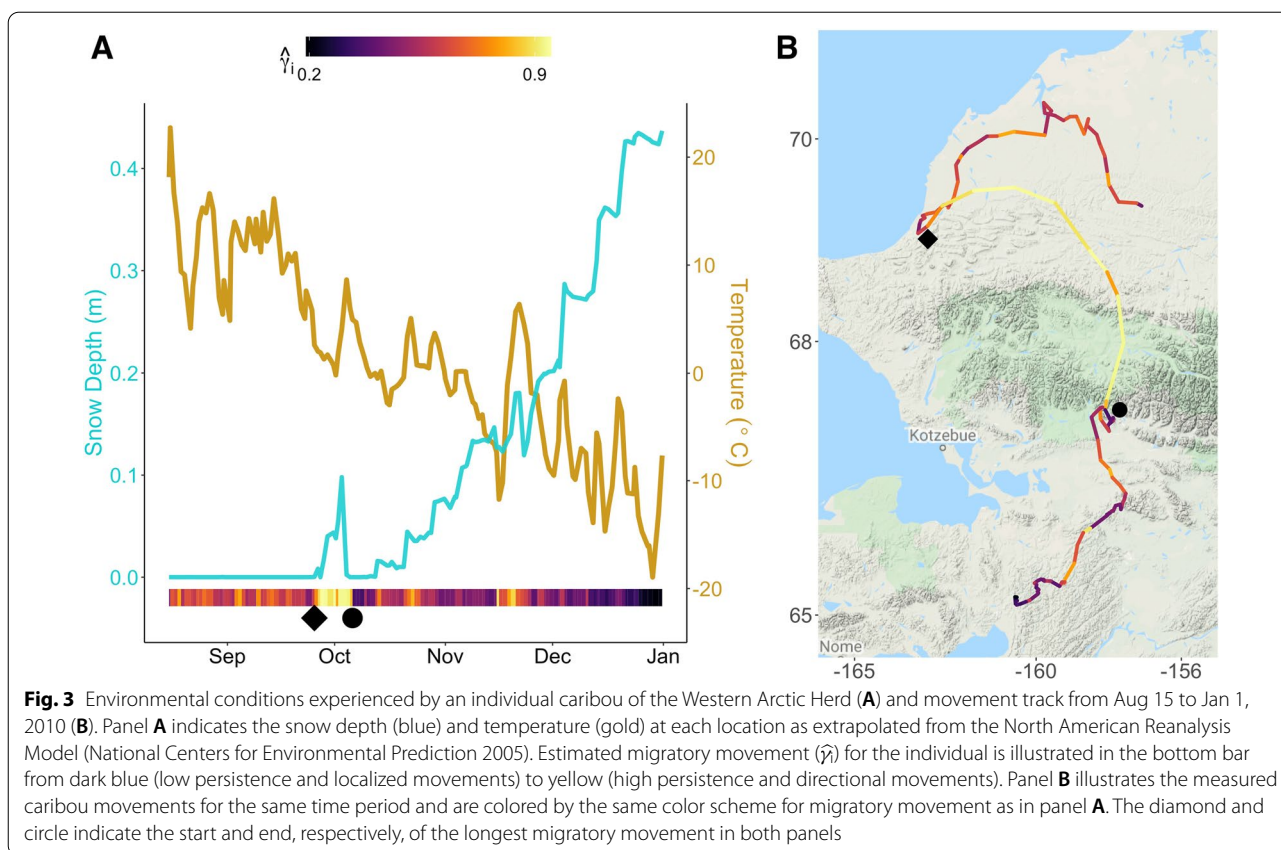 A
B
γ̂i
0.2
0.9
Snow Depth (m)
0.4
0.3
0.2
0.1
0.0
Temperature (°C)
20
10
0
-10
-20
Sep
Oct
Nov
Dec
Jan
70
68
65
Kotzebue
Nome
-165
-160
-156
Fig. 3 Environmental conditions experienced by an individual caribou of the Western Arctic Herd (A) and movement track from Aug 15 to Jan 1,
2010 (B). Panel A indicates the snow depth (blue) and temperature (gold) at each location as extrapolated from the North American Reanalysis
Model (National Centers for Environmental Prediction 2005). Estimated migratory movement (γ̂i) for the individual is illustrated in the bottom bar
from dark blue (low persistence and localized movements) to yellow (high persistence and directional movements). Panel B illustrates the measured
caribou movements for the same time period and are colored by the same color scheme for migratory movement as in panel A. The diamond and
circle indicate the start and end, respectively, of the longest migratory movement in both panels